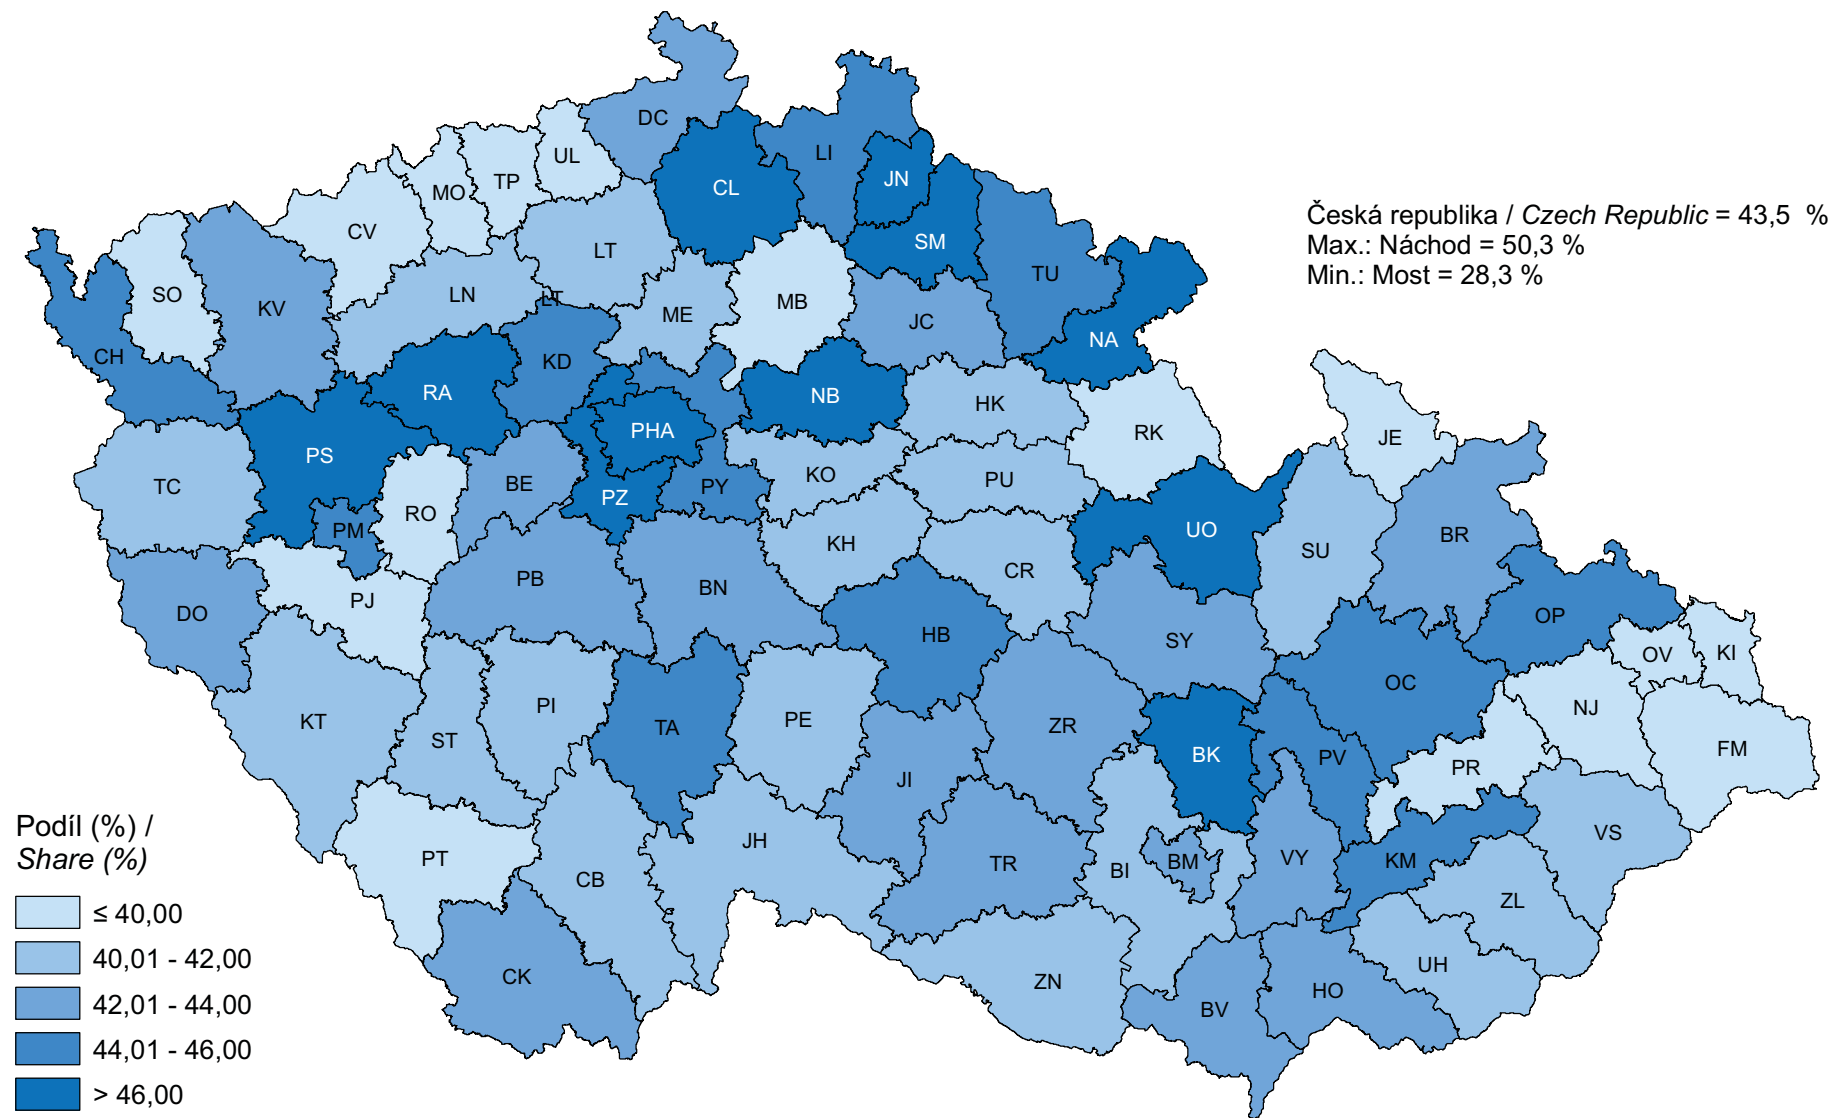 DC
UL
TP
MO
CV
SO
KV
CH
LI
CL
JN
SM
TU
LT
LN
LT
ME
MB
JC
NA
Česká republika / Czech Republic = 43,5 %
Max.: Náchod = 50,3 %
Min.: Most = 28,3 %
KD
RA
PHA
NB
HK
RK
JE
PS
TC
RO
BE
PZ
PY
KO
PU
UO
SU
BR
PM
KH
CR
PJ
PB
BN
DO
HB
SY
OP
OV
KI
OC
NJ
FM
KT
ST
PI
TA
PE
ZR
BK
PV
PR
JI
VS
PT
CB
JH
TR
BI
BM
VY
KM
ZL
CK
ZN
BV
HO
UH
Podíl (%) /
Share (%)
≤ 40,00
40,01 - 42,00
42,01 - 44,00
44,01 - 46,00
> 46,00